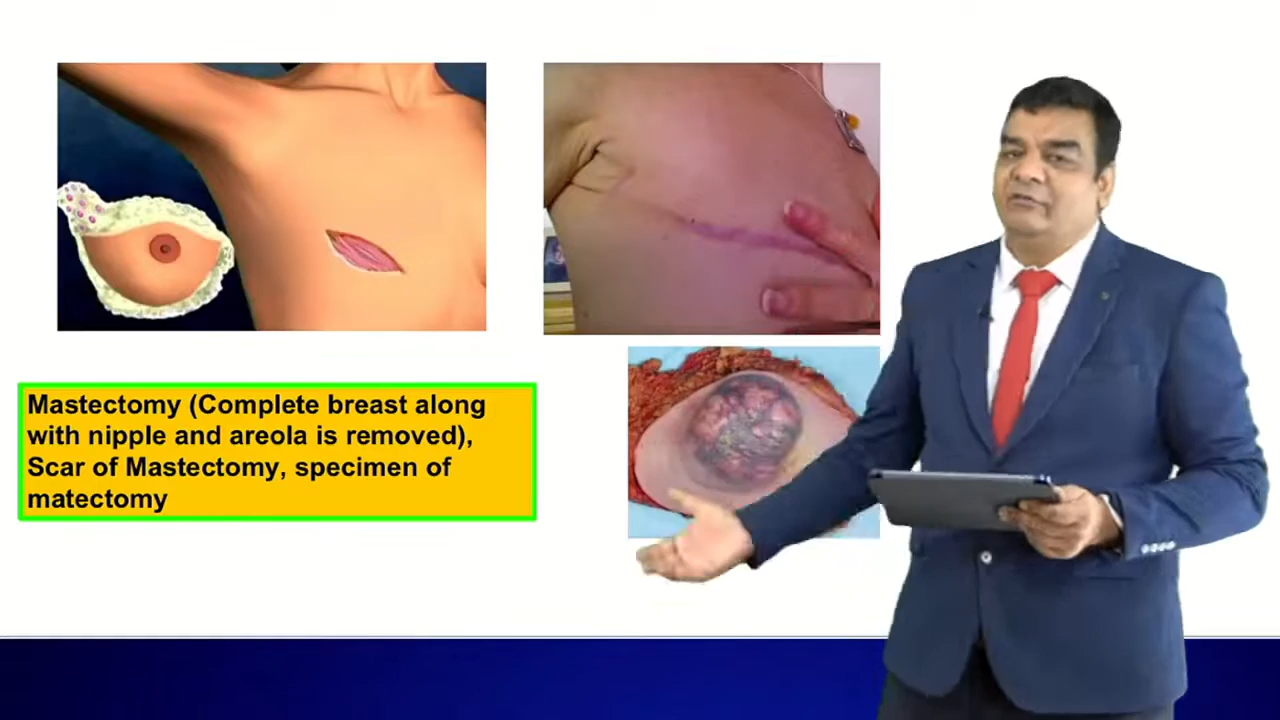 Mastectomy (Complete breast along
with nipple and areola is removed),
Scar of Mastectomy, specimen of
matectomy